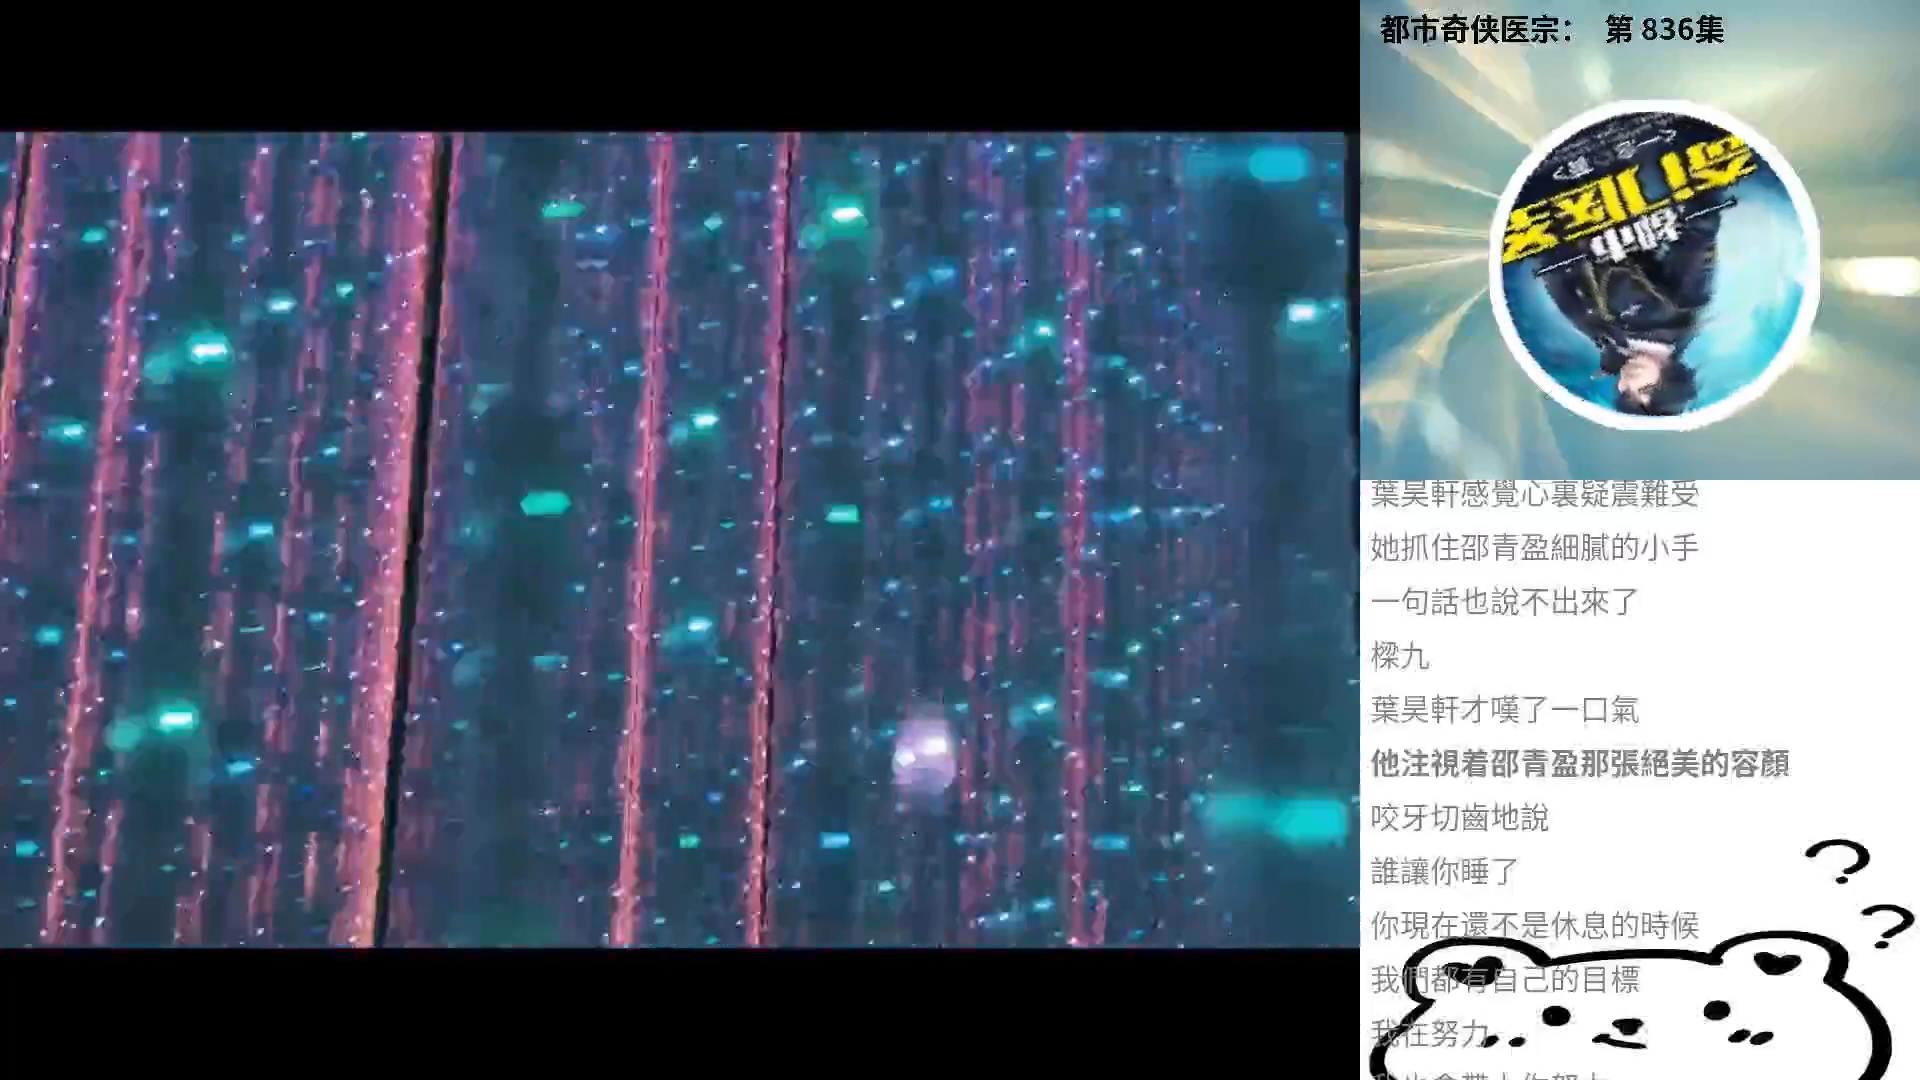 都市奇侠医宗： 第 836集
都市
葉昊軒感覺心裏疑震難受
她抓住邵青盈細膩的小手
一句話也說不出來了
樑九
葉昊軒才嘆了一口氣
他注視着邵青盈那張絕美的容顏
咬牙切齒地說
誰讓你睡了
你現在還不是休息的時候
我們都有自己的目標
我在努力